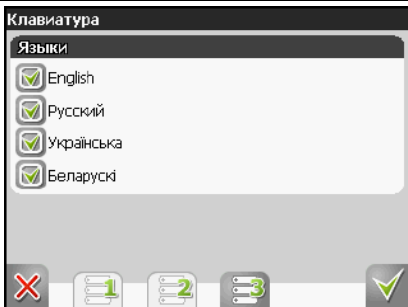 Клавиатура
Языки
English
Русский
Українська
Беларускі
1
2
3